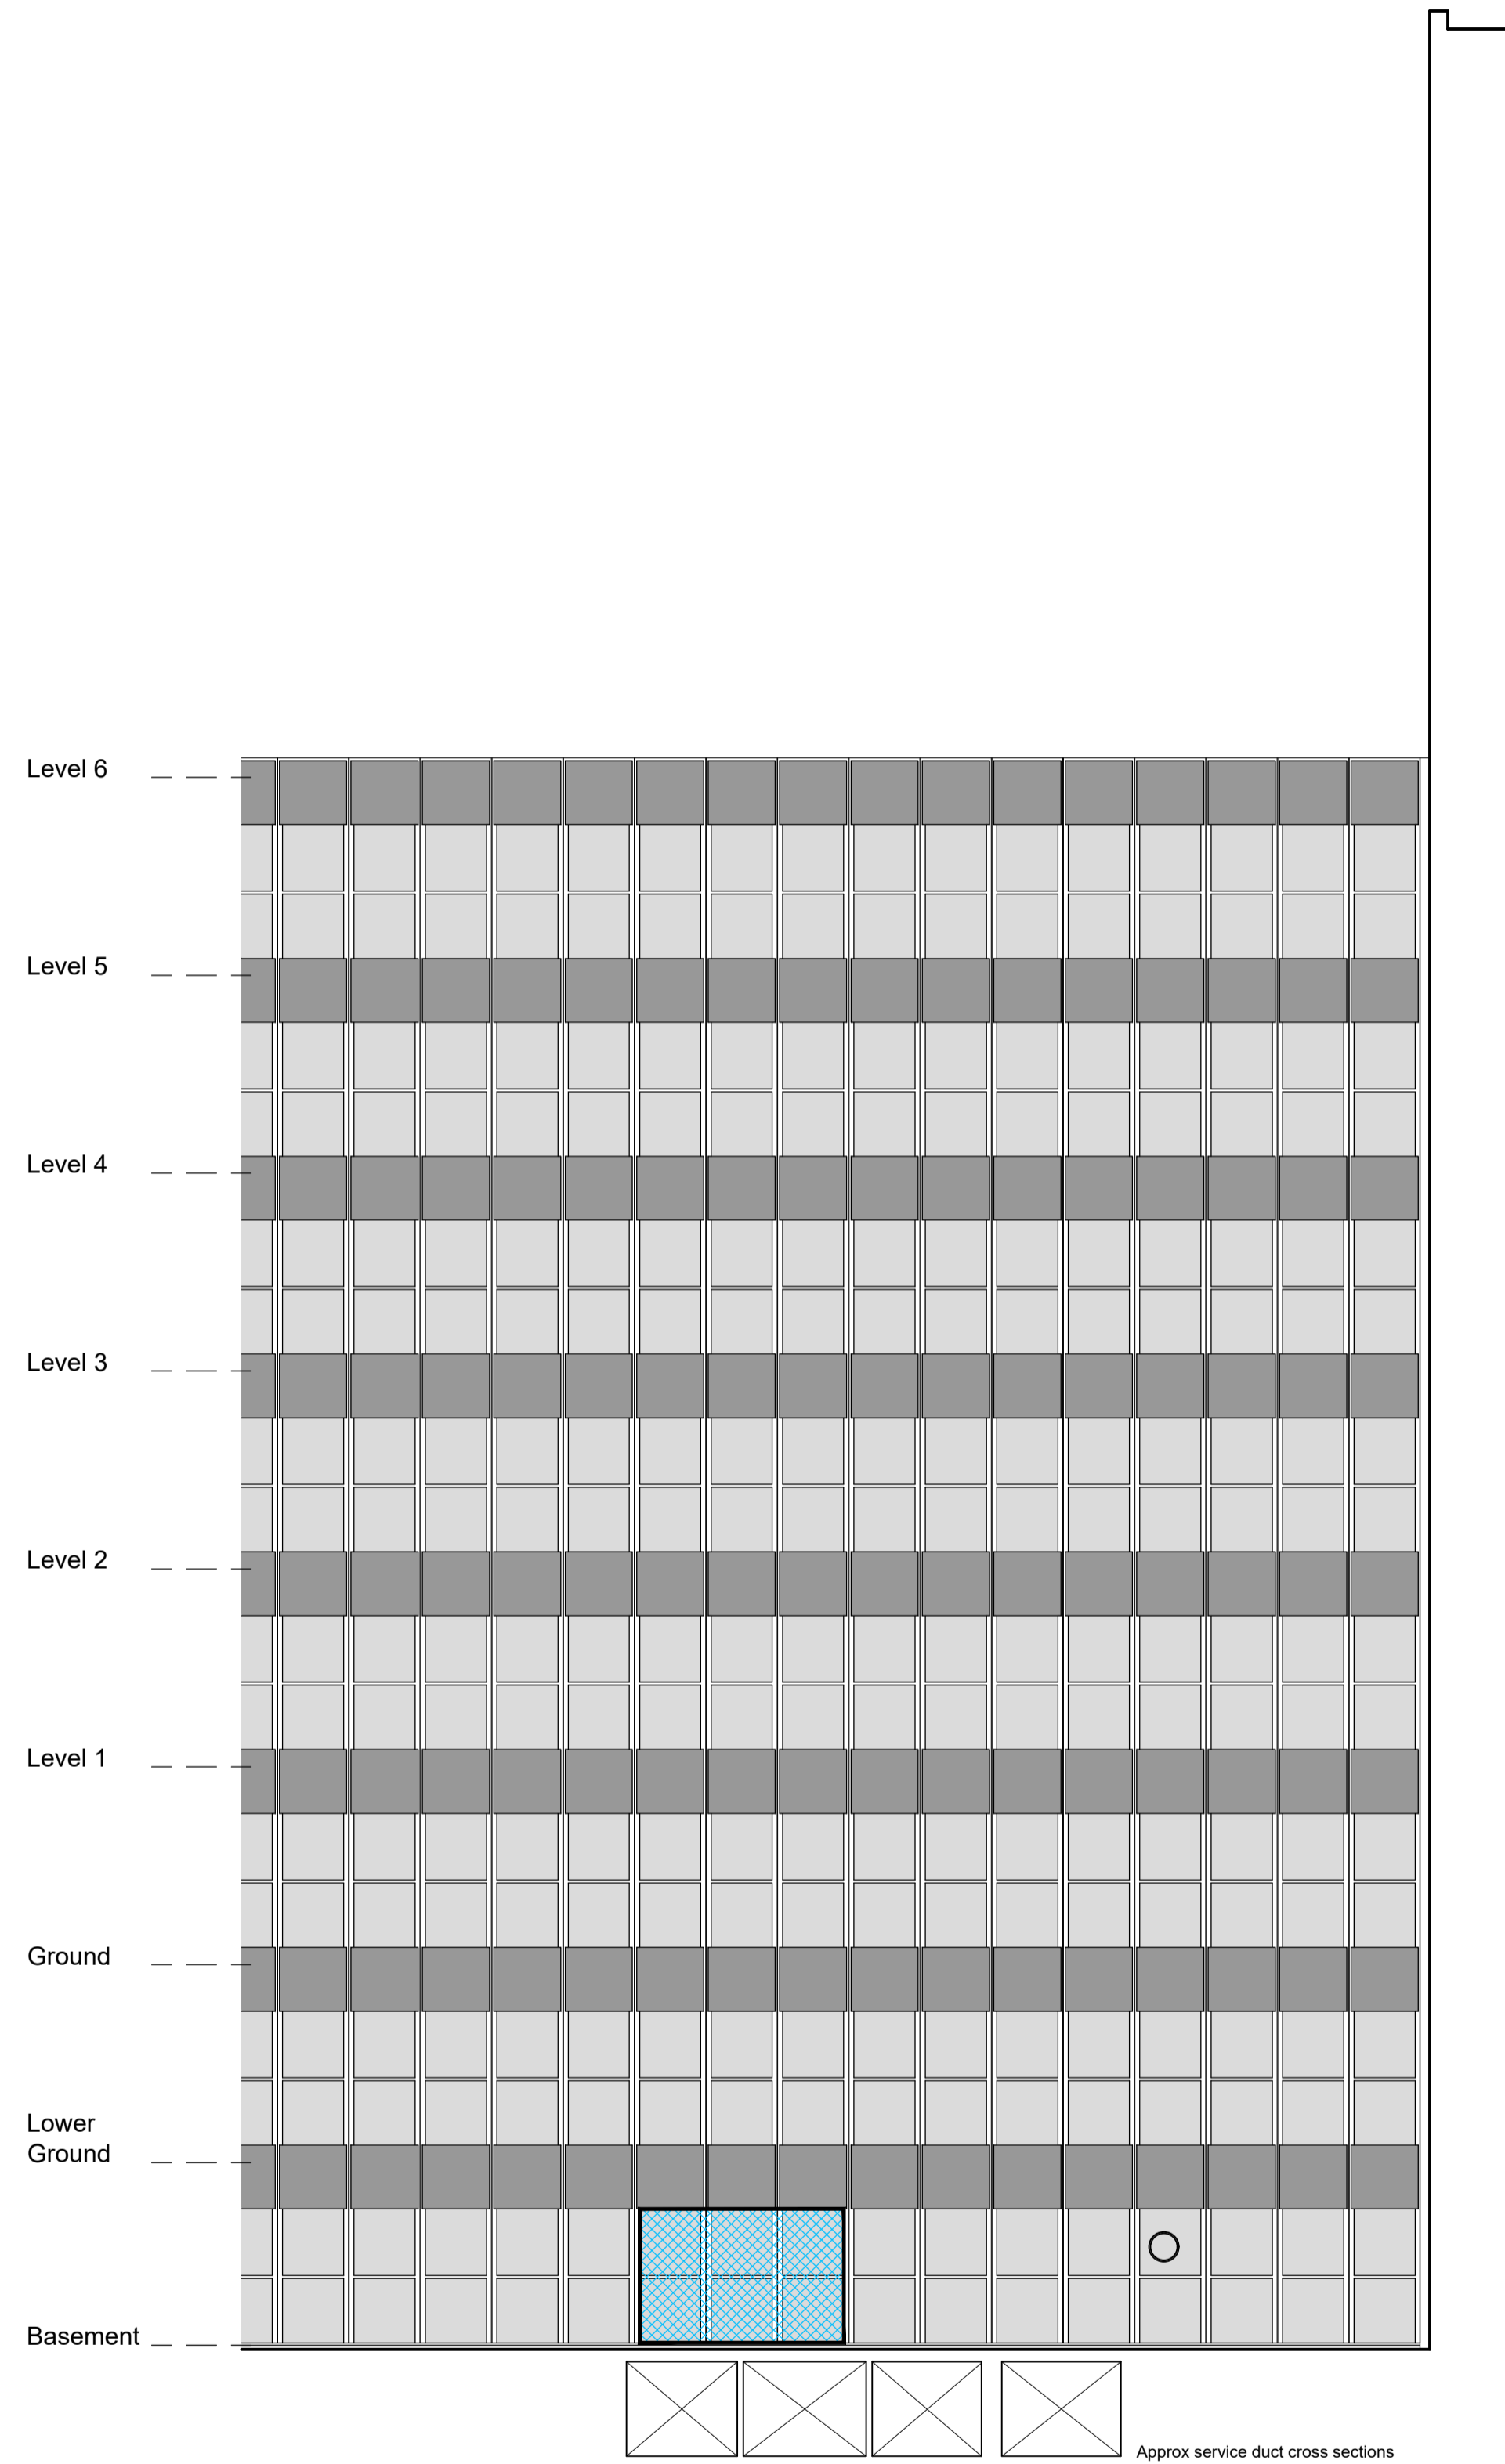 Level 6
Level 5
Level 4
Level 3
Level 2
Level 1
Ground
Lower
Ground
Basement
Approx service duct cross sections